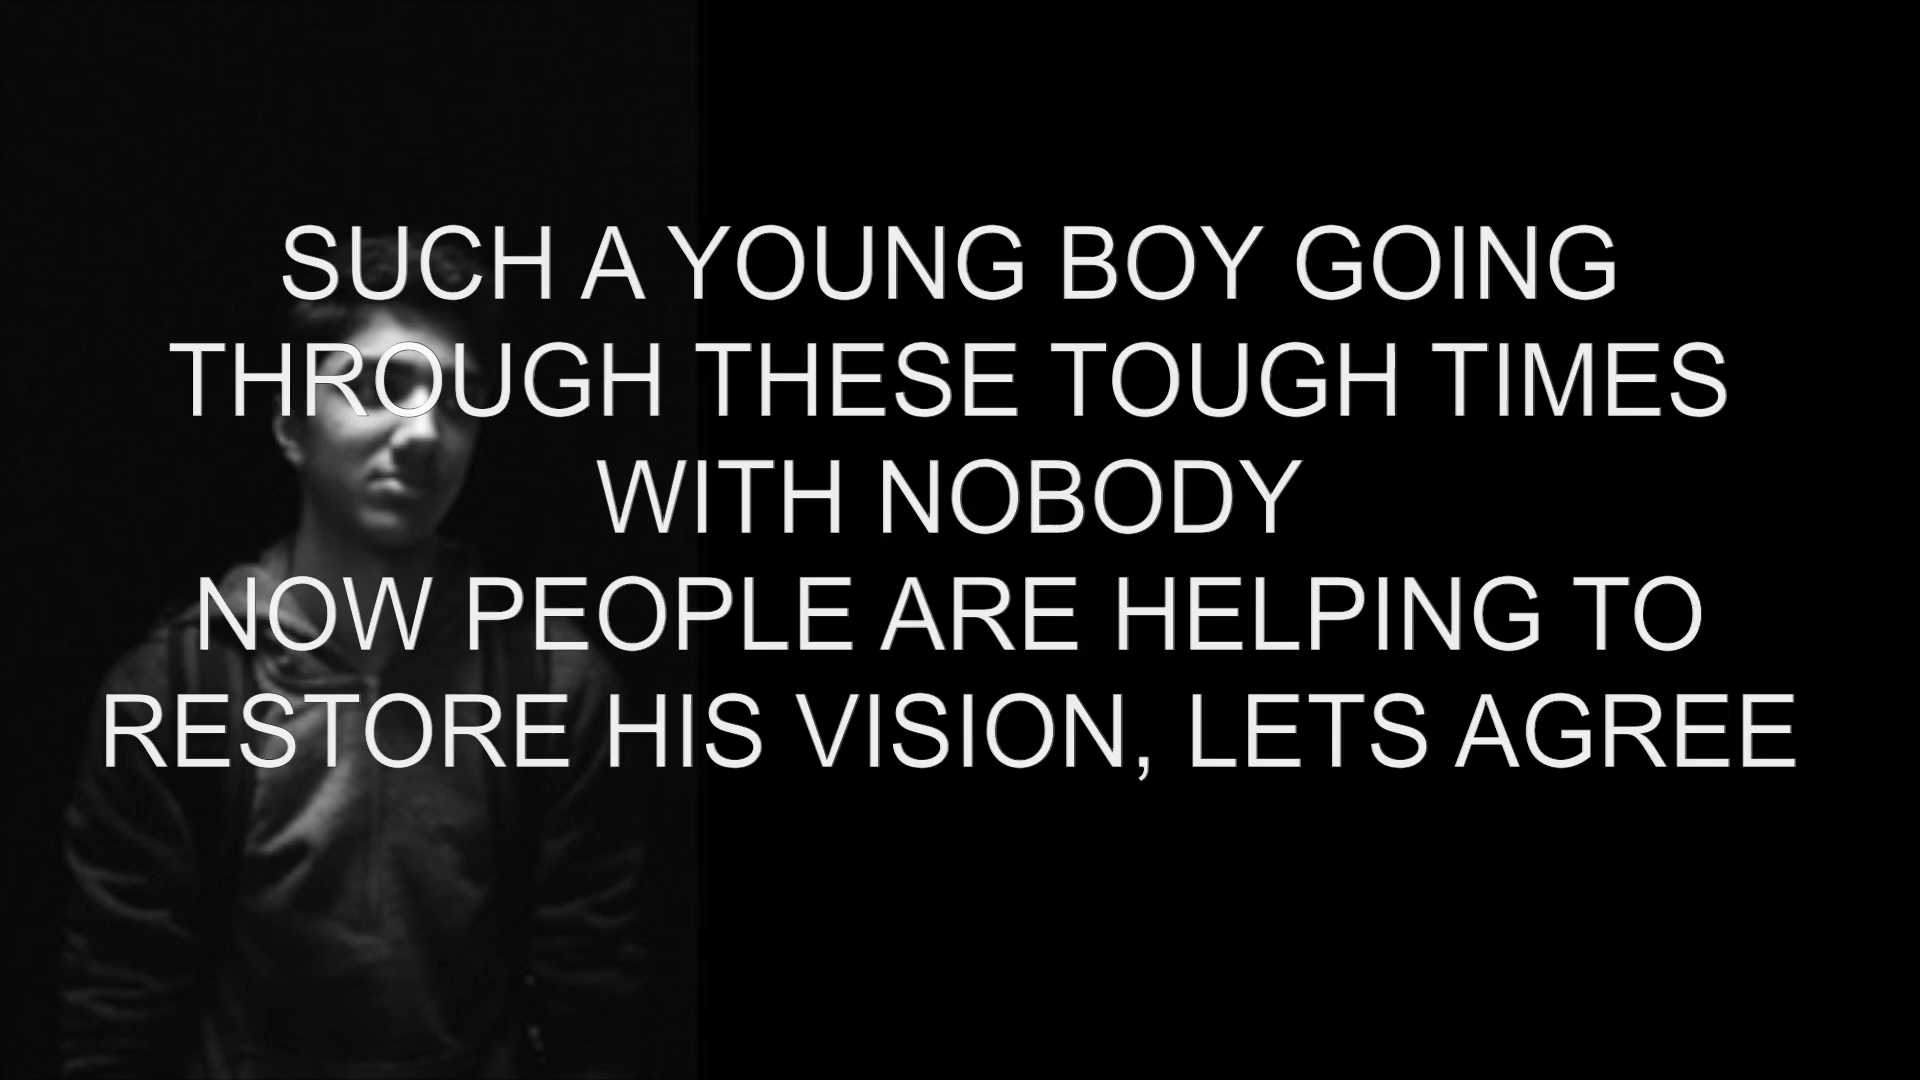 SUCH A YOUNG BOY GOING
THROUGH THESE TOUGH TIMES
WITH NOBODY
NOW PEOPLE ARE HELPING TO
RESTORE HIS VISION, LETS AGREE